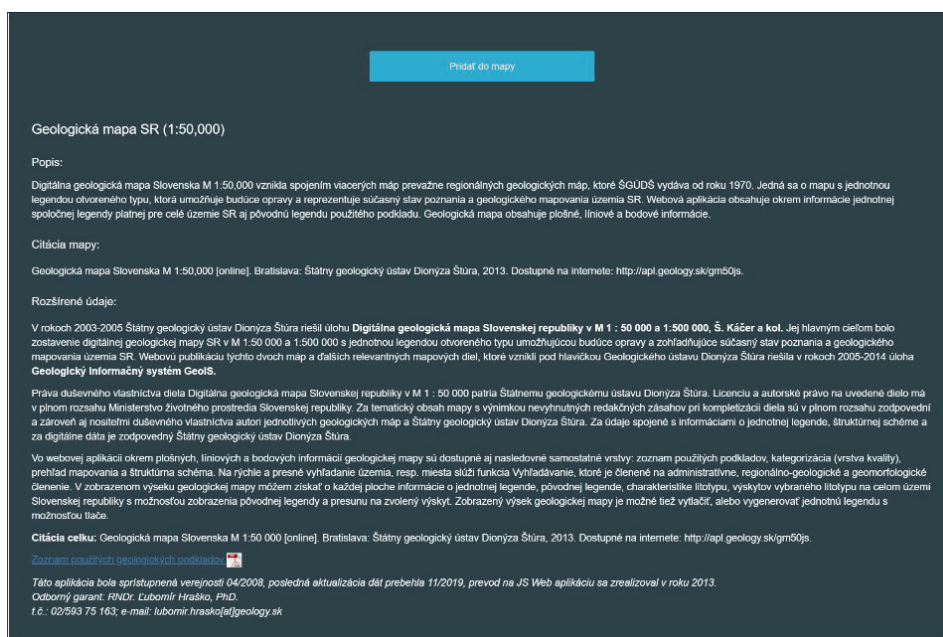 Pridať do mapy
Geologická mapa SR (1:50,000)
Popis:
Digitálna geologická mapa Slovenska M 1:50,000 vznikla spojením viacerých máp prevažne regionálnych geologických máp, ktoré ŠGÚDŠ vydáva od roku 1970. Jedná sa o mapu s jednotnou
legendou otvoreného typu, ktorá umožňuje budúce opravy a reprezentuje súčasný stav poznania a geologického mapovania územia SR. Webová aplikácia obsahuje okrem informácie jednotnej
spoločnej legendy platnej pre celé územie SR aj pôvodnú legendu použitého podkladu. Geologická mapa obsahuje plošné, líniové a bodové informácie.
Citácia mapy:
Geologická mapa Slovenska M 1:50,000 [online]. Bratislava: Štátny geologický ústav Dionýza Štúra, 2013. Dostupné na internete: http://apl.geology.sk/gm50js.
Rozšírené údaje:
V rokoch 2003-2005 Štátny geologický ústav Dionýza Štúra riešil úlohu Digitálna geologická mapa Slovenskej republiky v M 1 : 50 000 a 1:500 000, Š. Káčer a kol. Jej hlavným cieľom bolo
zostavenie digitálnej geologickej mapy SR v M 1:50 000 a 1:500 000 s jednotnou legendou otvoreného typu umožňujúcou budúce opravy a zohľadňujúce súčasný stav poznania a geologického
mapovania územia SR. Webovú publikáciu týchto dvoch máp a ďalších relevantných mapových diel, ktoré vznikli pod hlavičkou Geologického ústavu Dionýza Štúra riešila v rokoch 2005-2014 úloha
Geologický Informačný systém GeoIS.
Práva duševného vlastníctva diela Digitálna geologická mapa Slovenskej republiky v M 1 : 50 000 patria Štátnemu geologickému ústavu Dionýza Štúra. Licenciu a autorské právo na uvedené dielo má
v plnom rozsahu Ministerstvo životného prostredia Slovenskej republiky. Za tematický obsah mapy s výnimkou nevyhnutných redakčných zásahov pri kompletizácii diela sú v plnom rozsahu zodpovední
a zároveň aj nositeľmi duševného vlastníctva autori jednotlivých geologických máp a Štátny geologický ústav Dionýza Štúra. Za údaje spojené s informáciami o jednotnej legende, štruktúrnej schéme a
za digitálne dáta je zodpovedný Štátny geologický ústav Dionýza Štúra.
Vo webovej aplikácii okrem plošných, líniových a bodových informácií geologickej mapy sú dostupné aj nasledovné samostatné vrstvy: zoznam použitých podkladov, kategorizácia (vrstva kvality),
prehľad mapovania a štruktúrna schéma. Na rýchle a presné vyhľadanie územia, resp. miesta slúži funkcia Vyhľadávanie, ktoré je členené na administratívne, regionálno-geologické a geomorfologické
členenie. V zobrazenom výseku geologickej mapy môžem získať o každej ploche informácie o jednotnej legende, pôvodnej legende, charakteristike litotypu, výskytov vybraného litotypu na celom území
Slovenskej republiky s možnosťou zobrazenia pôvodnej legendy a presunu na zvolený výskyt. Zobrazený výsek geologickej mapy je možné tiež vytlačiť, alebo vygenerovať jednotnú legendu s
možnosťou tlače.
Citácia celku: Geologická mapa Slovenska M 1:50 000 [online]. Bratislava: Štátny geologický ústav Dionýza Štúra, 2013. Dostupné na internete: http://apl.geology.sk/gm50js.
Zoznam použitých geologických podkladov
Táto aplikácia bola sprístupnená verejnosti 04/2008, posledná aktualizácia dát prebehla 11/2019, prevod na JS Web aplikáciu sa zrealizoval v roku 2013.
Odborný garant: RNDr. Ľubomír Hraško, PhD.
t.č.: 02/593 75 163; e-mail: lubomir.hrasko[at]geology.sk